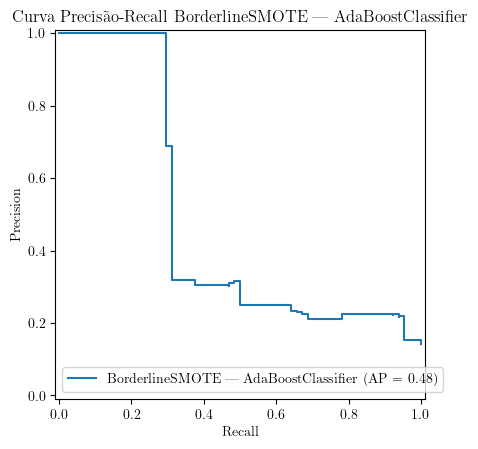 Curva Precisão-Recall BorderlineSMOTE — AdaBoostClassifier
1.0
0.8
0.6
0.4
0.2
0.0
Precision
BorderlineSMOTE — AdaBoostClassifier (AP = 0.48)
0.0 0.2 0.4 0.6 0.8 1.0
Recall